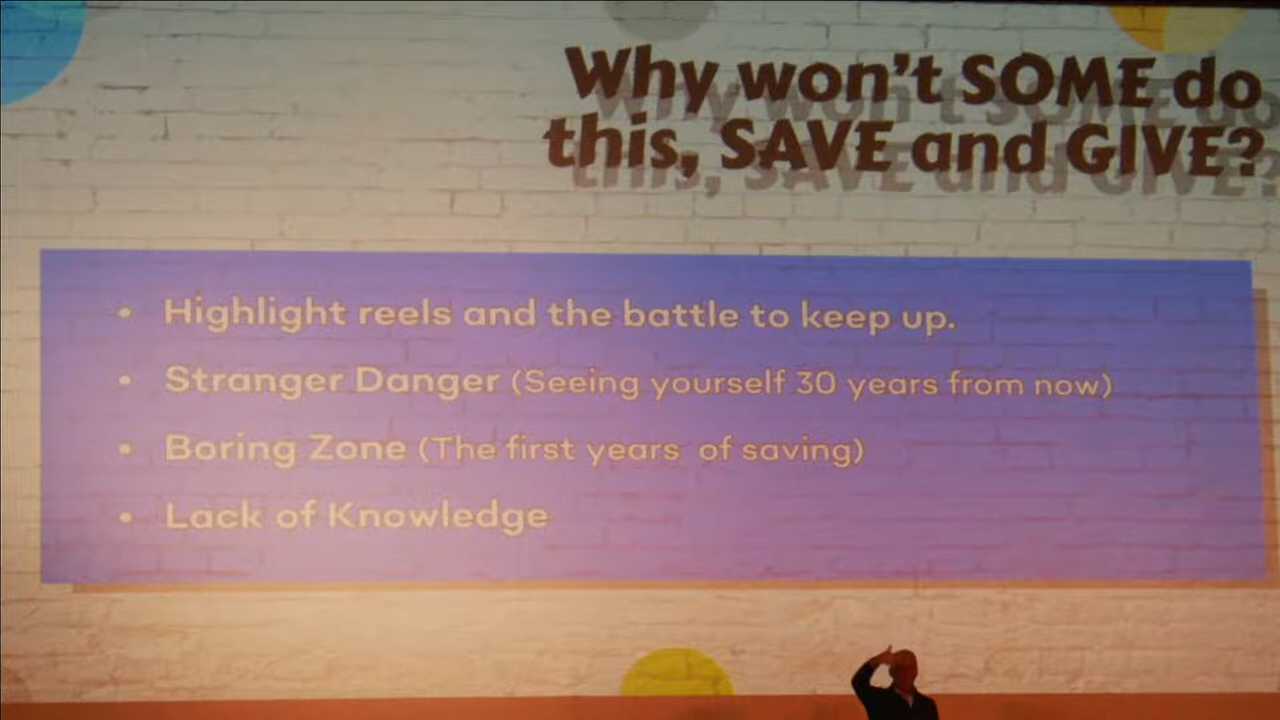 Why won't SOME do
this, SAVE and GIVE?
• Highlight reels and the battle to keep up.
• Stranger Danger (Seeing yourself 30 years from now)
• Boring Zone (The first years of saving)
• Lack of Knowledge